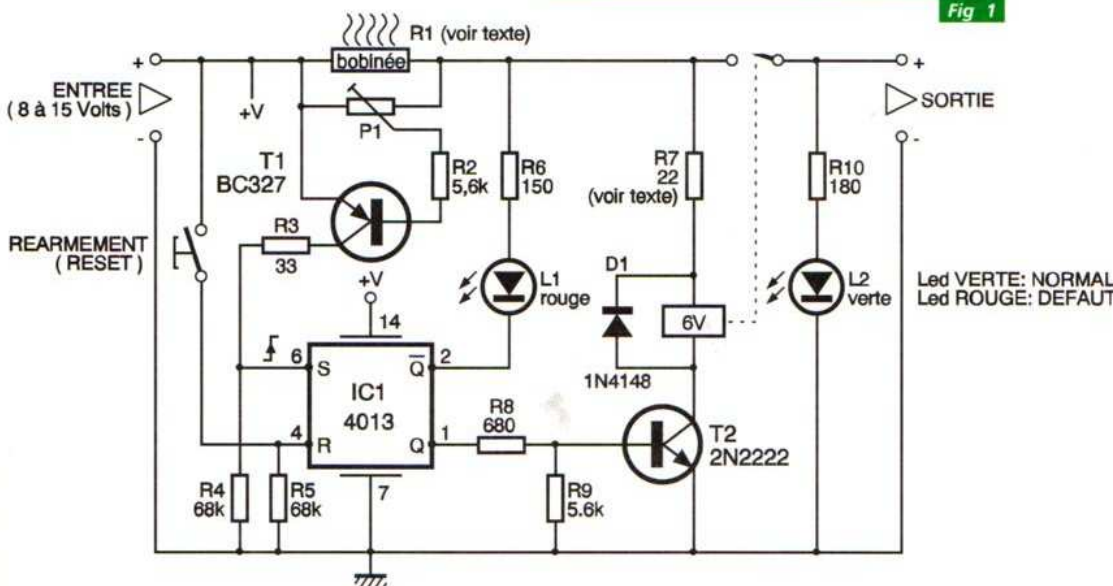 Fig 1
R1 (voir texte)
bobinée
+
ENTREE
( 8 à 15 Volts )
-
+V
P1
+
SORTIE
-
T1
BC327
R2
5,6k
R6
150
R7
22
(voir texte)
R10
180
REARMEMENT
( RESET )
R3
33
+V
14
L1
rouge
D1
6V
1N4148
L2
verte
Led VERTE: NORMAL
Led ROUGE: DEFAUT
6
S
Q
2
IC1
4013
4
R
Q
1
7
R8
680
T2
2N2222
R4
68k
R5
68k
R9
5.6k